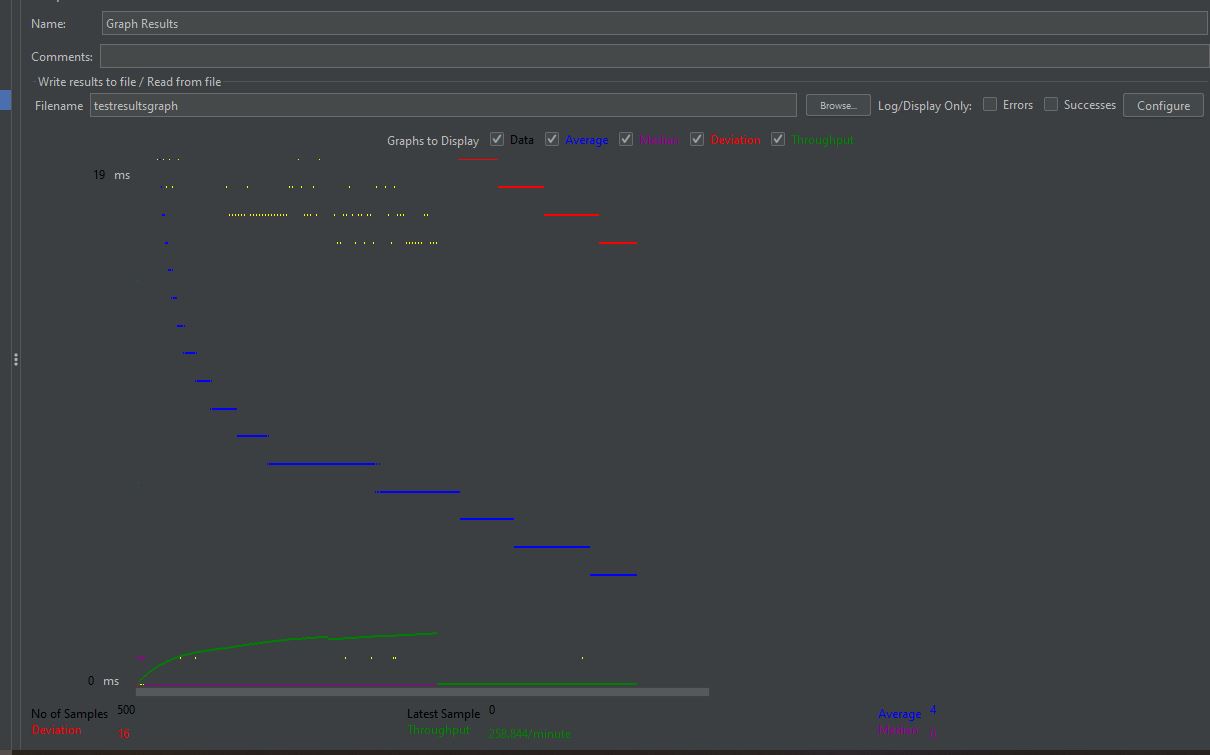 Name: Graph Results
Comments:
Write results to file / Read from file
Filename testresultsgraph Browse... Log/Display Only: Errors Successes Configure
Graphs to Display Data Average Median Deviation Throughput
19 ms
0 ms
No of Samples 500 Latest Sample 0 Average 4
Deviation 16 Throughput 258.844/minute Median 0